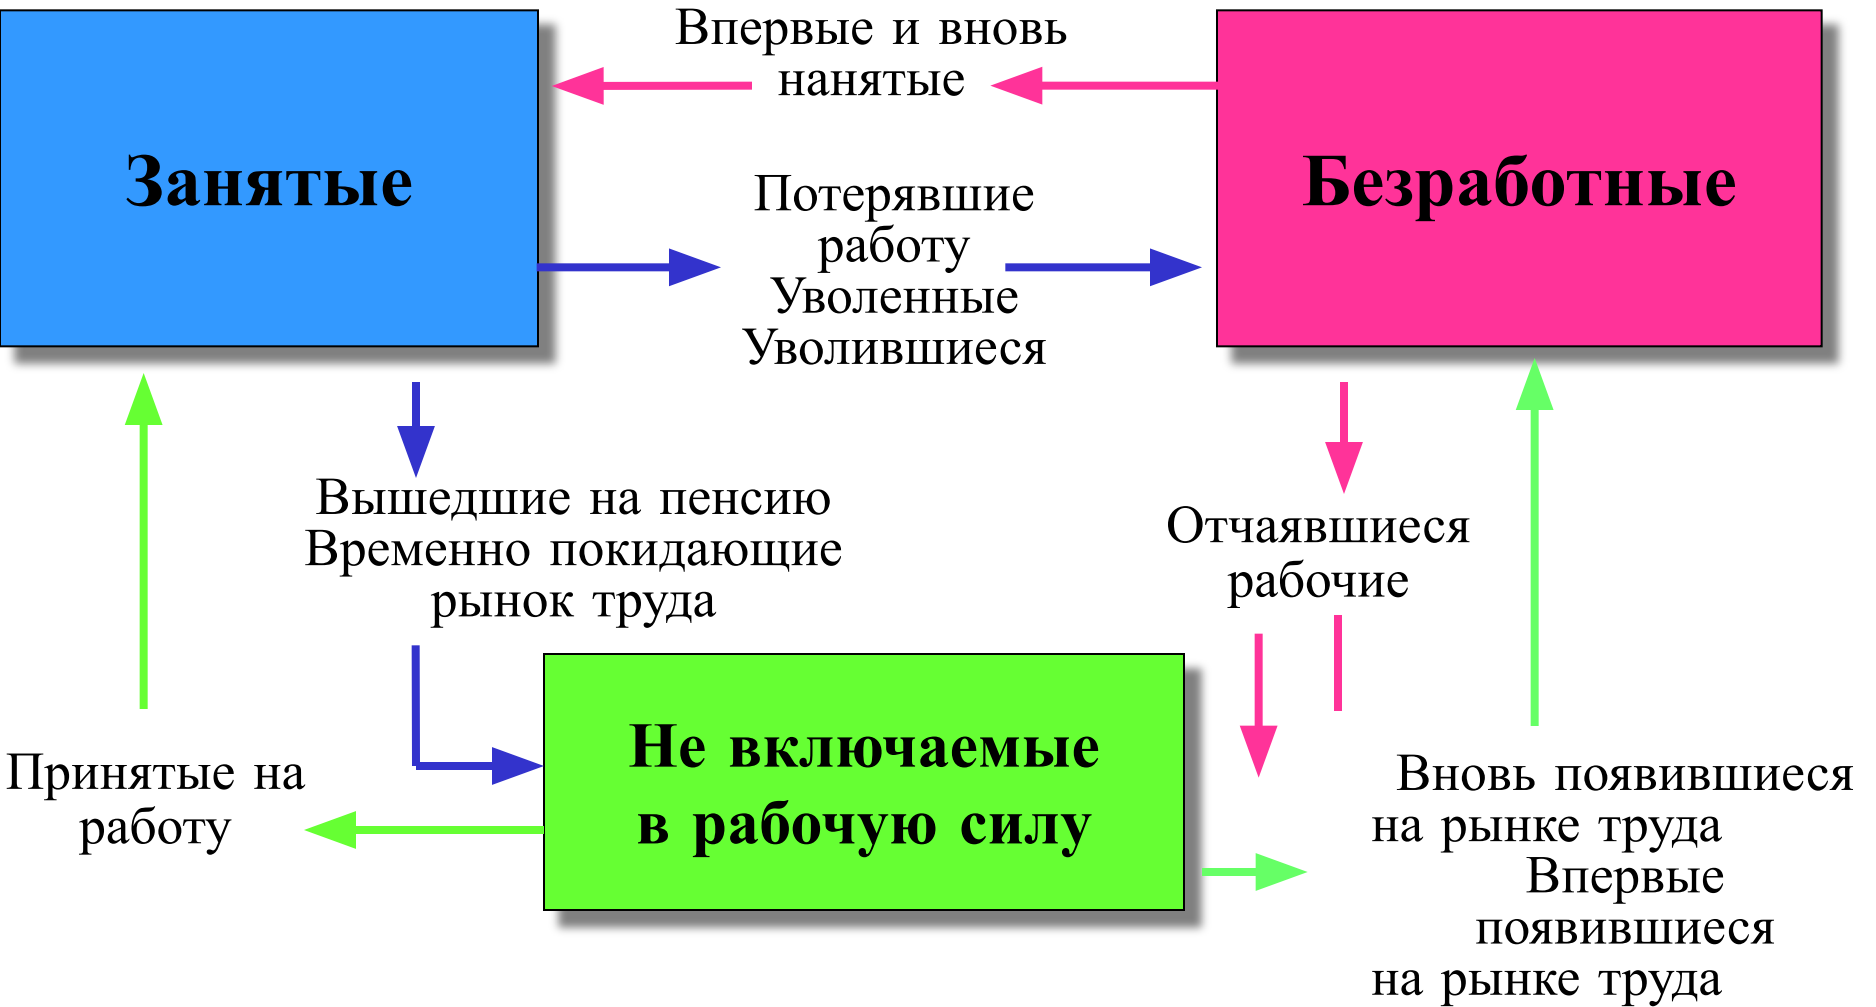 Впервые и вновь
нанятые
Занятые
Безработные
Потерявшие
работу
Уволенные
Уволившиеся
Вышедшие на пенсию
Временно покидающие
рынок труда
Отчаявшиеся
рабочие
Не включаемые
в рабочую силу
Принятые на
работу
Вновь появившиеся
на рынке труда
Впервые
появившиеся
на рынке труда